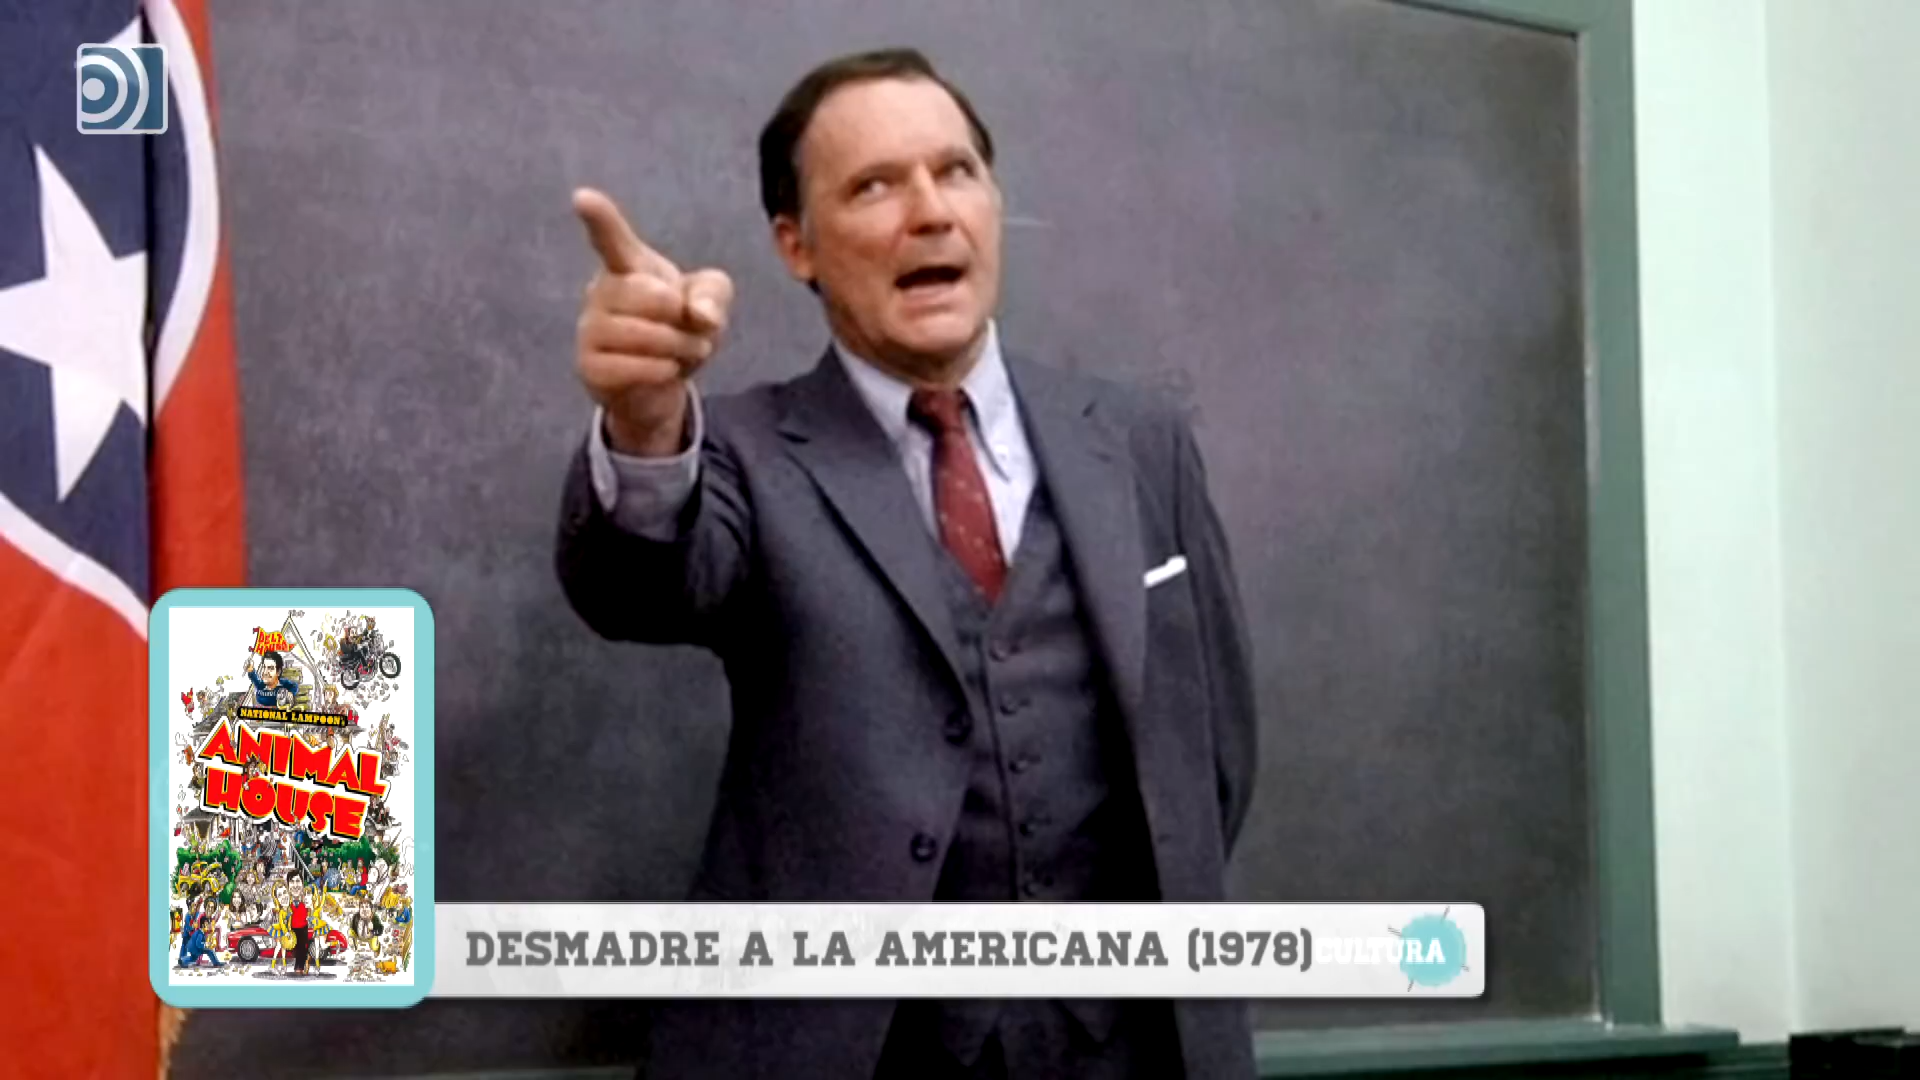 DELTA
HOUSE
NATIONAL LAMPOON'S
ANIMAL
HOUSE
DESMADRE A LA AMERICANA (1978)
CULTURA